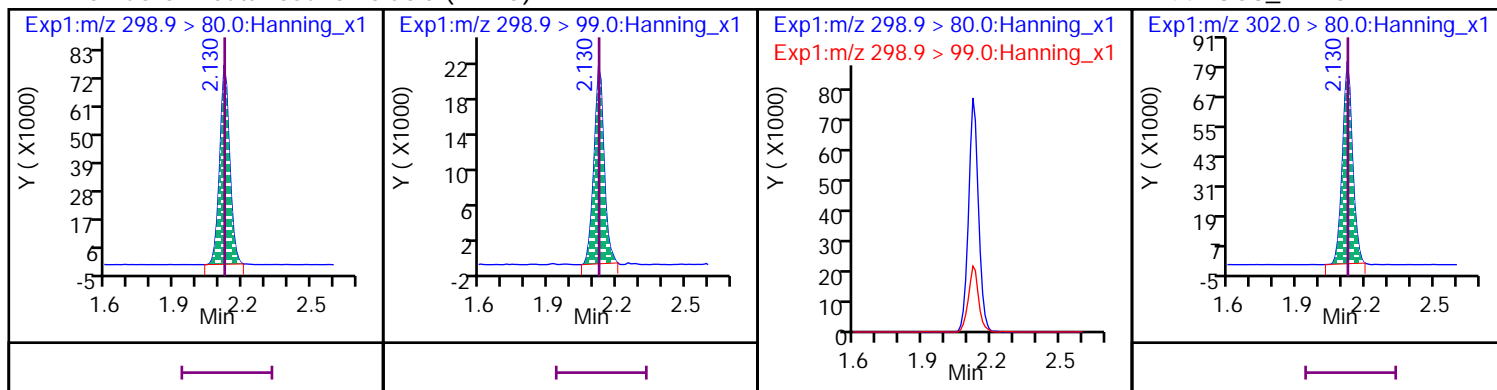 Exp1:m/z 298.9 > 80.0:Hanning_x1
2.130
Y ( X1000)
83
72
61
50
39
28
17
6
-5
1.6 1.9 2.2 2.5
Min
Exp1:m/z 298.9 > 99.0:Hanning_x1
2.130
Y ( X1000)
22
18
14
10
6
2
-2
1.6 1.9 2.2 2.5
Min
Exp1:m/z 298.9 > 80.0:Hanning_x1
Exp1:m/z 298.9 > 99.0:Hanning_x1
Y ( X1000)
80
70
60
50
40
30
20
10
0
1.6 1.9 2.2 2.5
Min
Exp1:m/z 302.0 > 80.0:Hanning_x1
2.130
Y ( X1000)
91
79
67
55
43
31
19
7
-5
1.6 1.9 2.2 2.5
Min